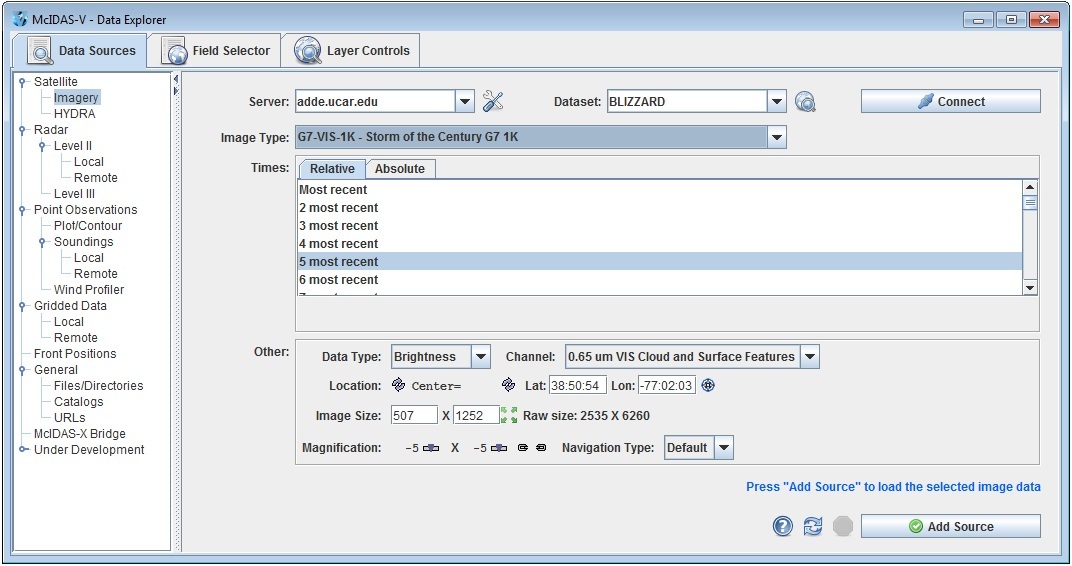 McIDAS-V - Data Explorer
Data Sources
Field Selector
Layer Controls
Satellite
Imagery
HYDRA
Radar
Level II
Local
Remote
Level III
Point Observations
Plot/Contour
Soundings
Local
Remote
Wind Profiler
Gridded Data
Local
Remote
Front Positions
General
Files/Directories
Catalogs
URLs
McIDAS-X Bridge
Under Development
Server: adde.ucar.edu Dataset: BLIZZARD Connect
Image Type: G7-VIS-1K - Storm of the Century G7 1K
Times: Relative Absolute
Most recent
2 most recent
3 most recent
4 most recent
5 most recent
6 most recent
Other:
Data Type: Brightness Channel: 0.65 um VIS Cloud and Surface Features
Location: Center= Lat: 38:50:54 Lon: -77:02:03
Image Size: 507 X 1252 Raw size: 2535 X 6260
Magnification: -5 X -5 Navigation Type: Default
Press "Add Source" to load the selected image data
? Add Source